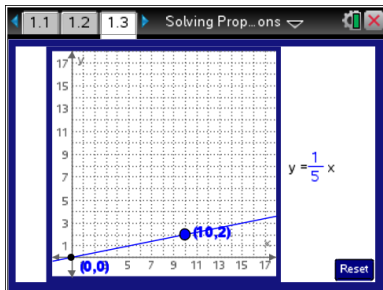 1.1 1.2 1.3 Solving Prop...ons
17 y
15
13
11
9
7
5
3
1
(10,2)
x
(0,0) 5 7 9 11 13 15 17
y = 1/5 x
Reset